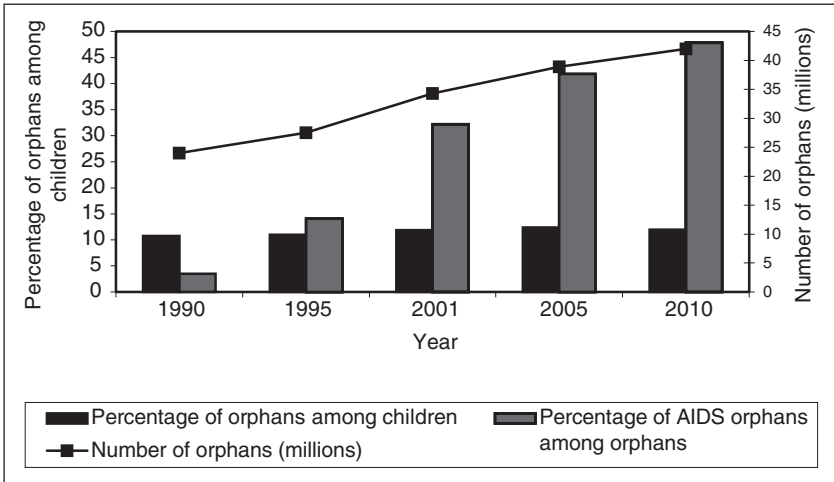 Percentage of orphans among
children
50
45
40
35
30
25
20
15
10
5
0
45
40
35
30
25
20
15
10
5
0
Number of orphans (millions)
1990 1995 2001 2005 2010
Year
Percentage of orphans among children
Percentage of AIDS orphans
among orphans
Number of orphans (millions)